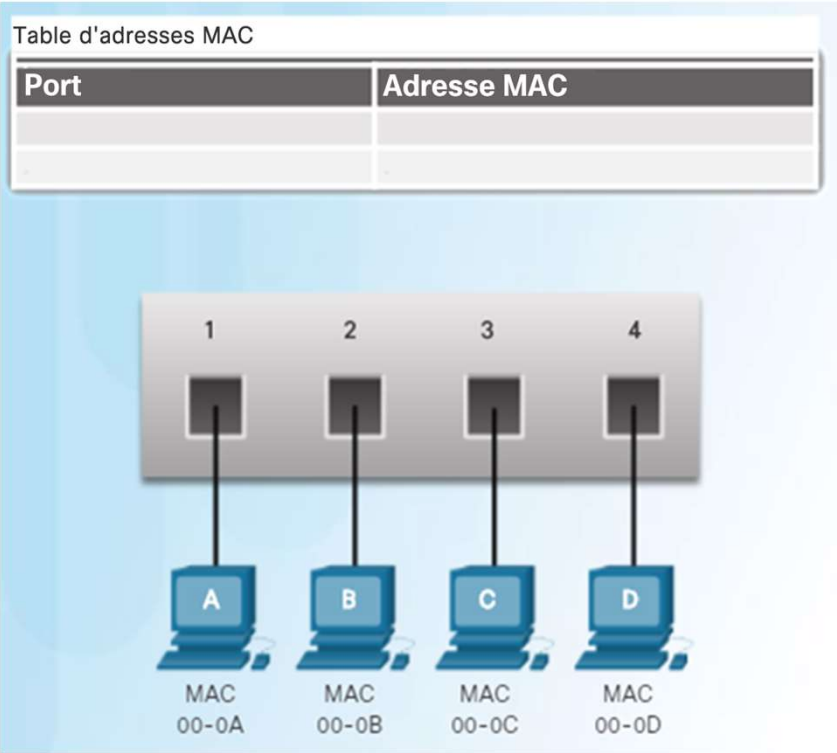 Table d'adresses MAC
Port Adresse MAC
1 2 3 4
A B C D
MAC MAC MAC MAC
00-0A 00-0B 00-0C 00-0D